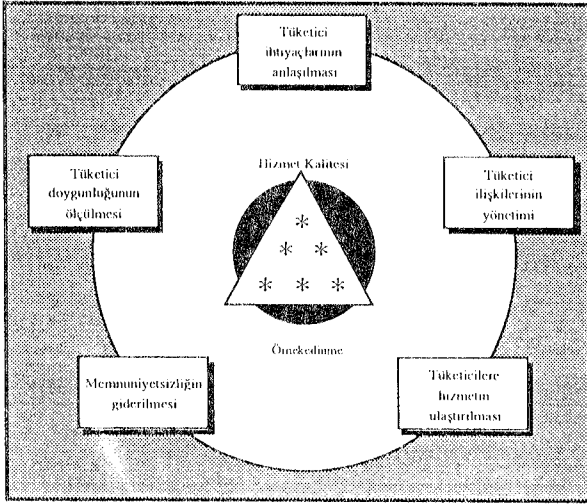 Tüketici
ihtiyaçlarının
anlaşılması
Tüketici
doygunluğunun
ölçülmesi
Hizmet Kalitesi
Tüketici
ilişkilerinin
yönetimi
* 
* *
* * *
Örnekedinme
Memnuniyetsizliğin
giderilmesi
Tüketicilere
hizmetin
ulaştırılması